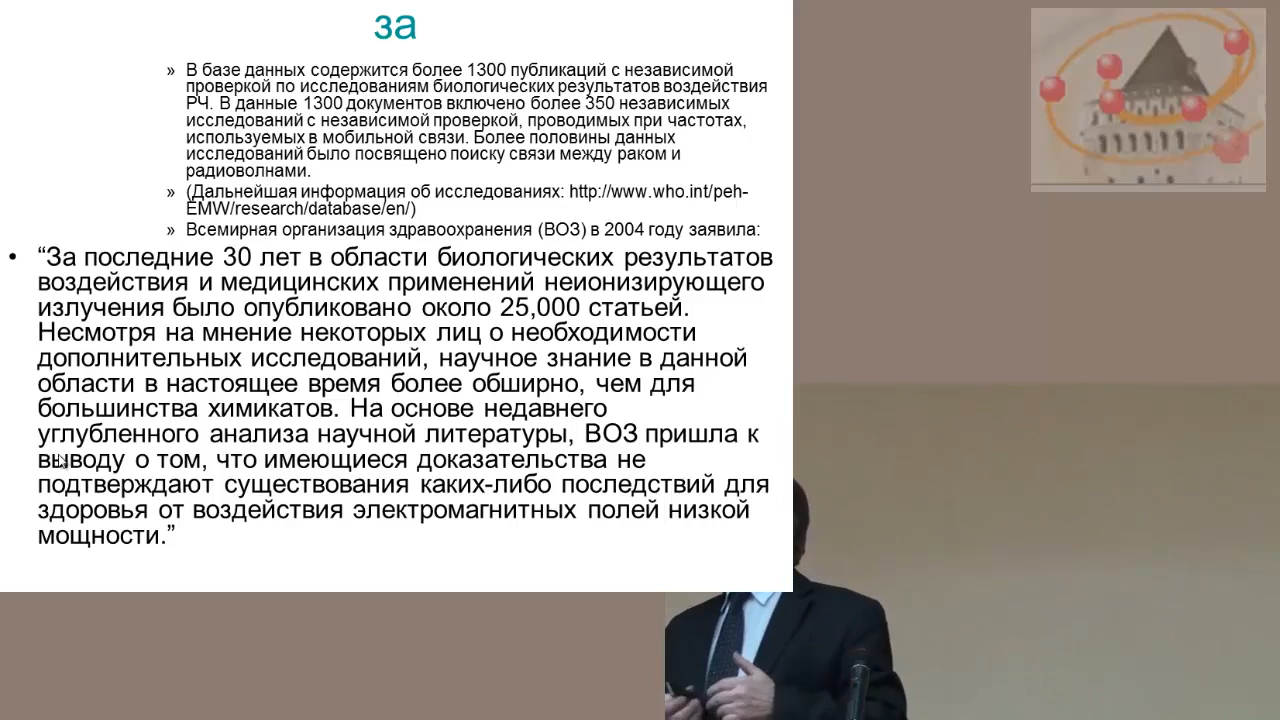 за
» В базе данных содержится более 1300 публикаций с независимой
проверкой по исследованиям биологических результатов воздействия
РЧ. В данные 1300 документов включено более 350 независимых
исследований с независимой проверкой, проводимых при частотах,
используемых в мобильной связи. Более половины данных
исследований было посвящено поиску связи между раком и
радиоволнами.
» (Дальнейшая информация об исследованиях: http://www.who.int/peh-
EMW/research/database/en/)
» Всемирная организация здравоохранения (ВОЗ) в 2004 году заявила:
• “За последние 30 лет в области биологических результатов
воздействия и медицинских применений неионизирующего
излучения было опубликовано около 25,000 статьей.
Несмотря на мнение некоторых лиц о необходимости
дополнительных исследований, научное знание в данной
области в настоящее время более обширно, чем для
большинства химикатов. На основе недавнего
углубленного анализа научной литературы, ВОЗ пришла к
выводу о том, что имеющиеся доказательства не
подтверждают существования каких-либо последствий для
здоровья от воздействия электромагнитных полей низкой
мощности.”